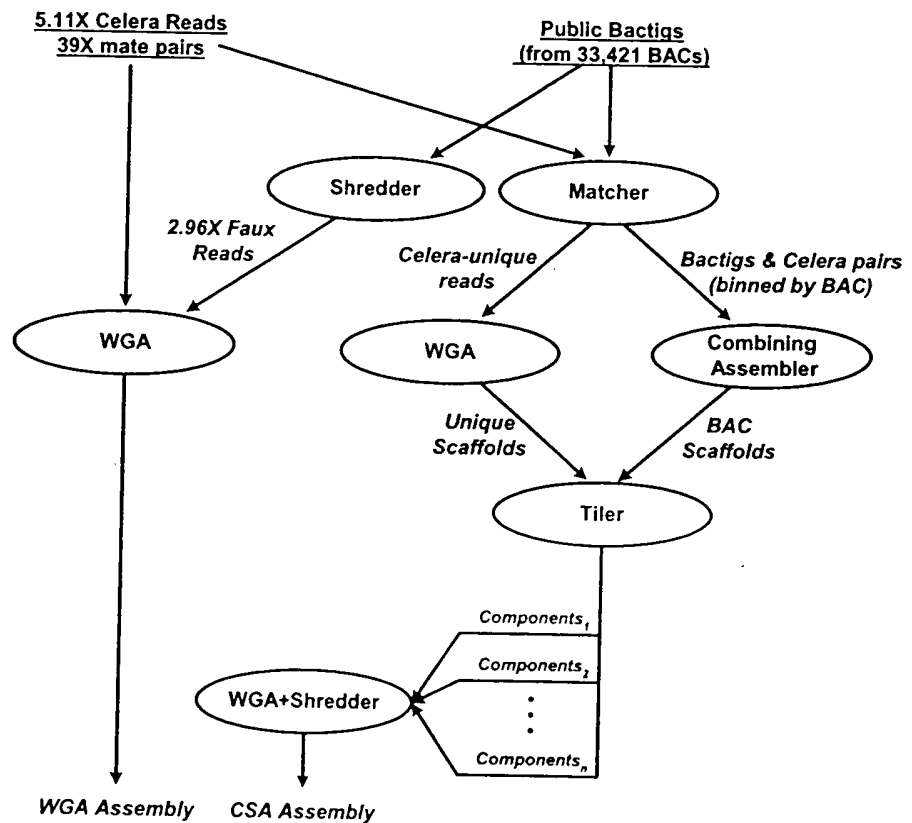 5.11X Celera Reads
39X mate pairs
Public Bactigs
(from 33,421 BACs)
Shredder
Matcher
2.96X Faux
Reads
Celera-unique
reads
Bactigs & Celera pairs
(binned by BAC)
WGA
WGA
Combining
Assembler
Unique
Scaffolds
BAC
Scaffolds
Tiler
Components1
Components2
WGA+Shredder
Componentsn
WGA Assembly
CSA Assembly